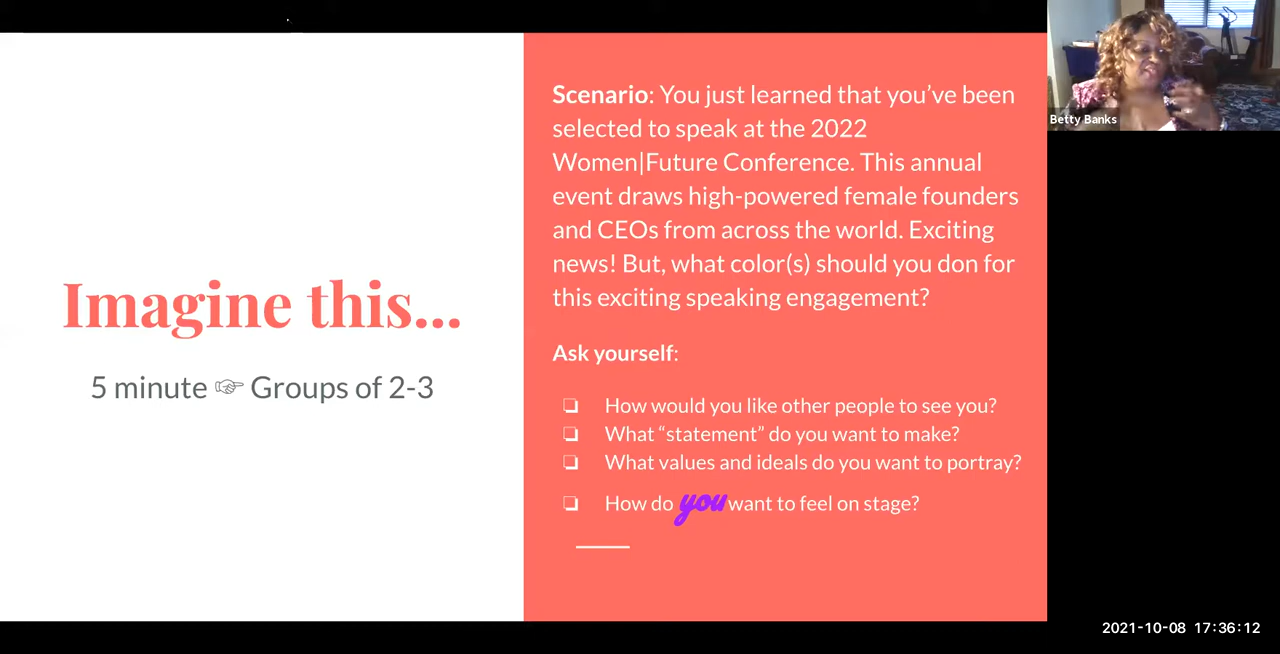 Imagine this...
5 minute ☞ Groups of 2-3
Scenario: You just learned that you’ve been
selected to speak at the 2022
Women|Future Conference. This annual
event draws high-powered female founders
and CEOs from across the world. Exciting
news! But, what color(s) should you don for
this exciting speaking engagement?
Ask yourself:
❏ How would you like other people to see you?
❏ What “statement” do you want to make?
❏ What values and ideals do you want to portray?
❏ How do you want to feel on stage?
Betty Banks
2021-10-08 17:36:12